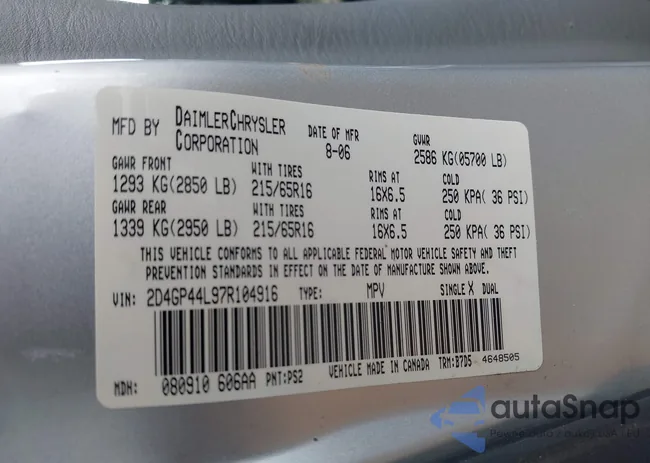 MFD BY DAIMLERCHRYSLER CORPORATION
DATE OF MFR 8-06
GVWR 2586 KG(05700 LB)
GAWR FRONT WITH TIRES RIMS AT COLD
1293 KG(2850 LB) 215/65R16 16X6.5 250 KPA( 36 PSI)
GAWR REAR WITH TIRES RIMS AT COLD
1339 KG(2950 LB) 215/65R16 16X6.5 250 KPA( 36 PSI)
THIS VEHICLE CONFORMS TO ALL APPLICABLE FEDERAL MOTOR VEHICLE SAFETY AND THEFT
PREVENTION STANDARDS IN EFFECT ON THE DATE OF MANUFACTURE SHOWN ABOVE.
VIN: 2D4GP44L97R104916 TYPE: MPV SINGLE X DUAL
MDH: 080910 606AA PNT:PS2 VEHICLE MADE IN CANADA TRM:B7D5 4648505
autaSnap